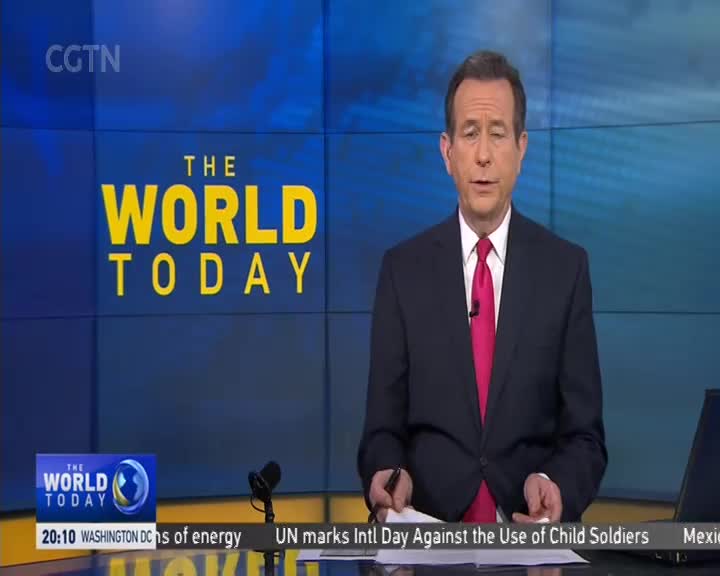 CGTN
THE
WORLD
TODAY
THE
WORLD
TODAY
20:10 WASHINGTON DC
ns of energy UN marks Intl Day Against the Use of Child Soldiers Mexic